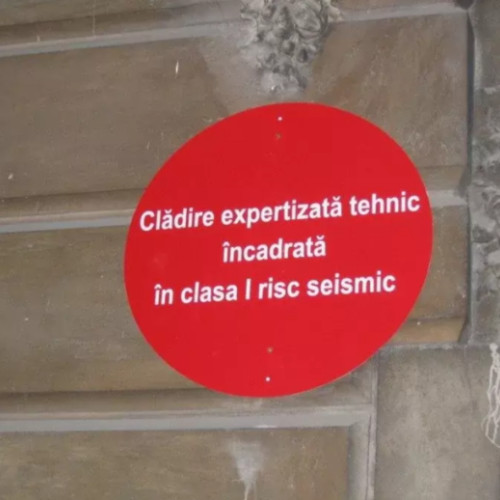 Clădire expertizată tehnic
încadrată
în clasa I risc seismic